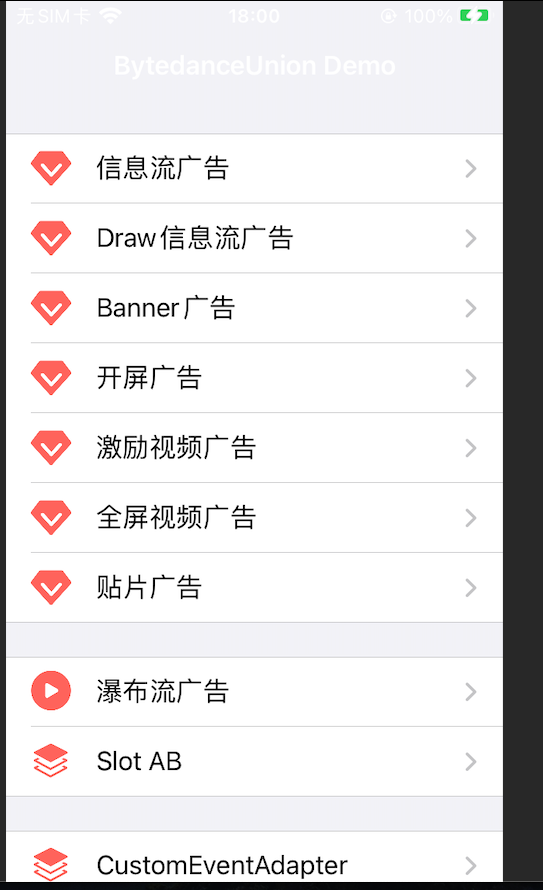 无SIM卡 18:00 100%
BytedanceUnion Demo
信息流广告
Draw信息流广告
Banner广告
开屏广告
激励视频广告
全屏视频广告
贴片广告
瀑布流广告
Slot AB
CustomEventAdapter